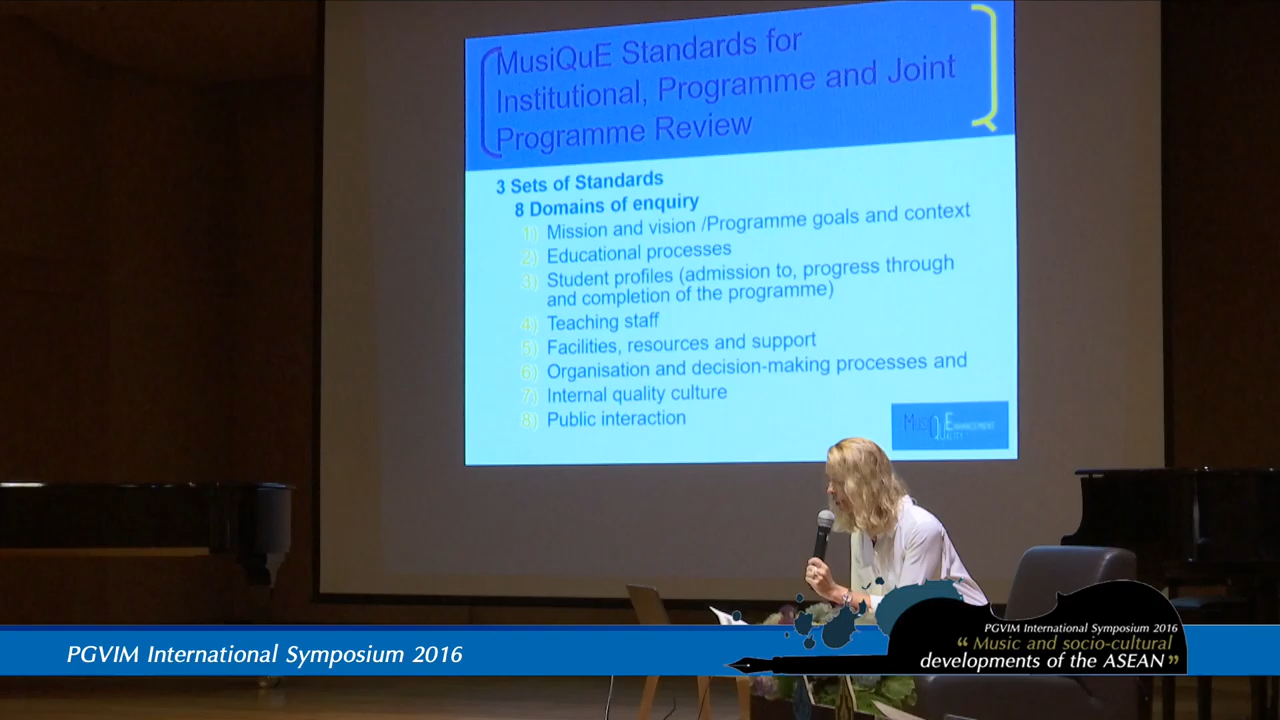 MusiQuE Standards for
Institutional, Programme and Joint
Programme Review
3 Sets of Standards
8 Domains of enquiry
1) Mission and vision /Programme goals and context
2) Educational processes
3) Student profiles (admission to, progress through
and completion of the programme)
4) Teaching staff
5) Facilities, resources and support
6) Organisation and decision-making processes and
7) Internal quality culture
8) Public interaction
MusiQuE
QUALITY
ENHANCEMENT
PGVIM International Symposium 2016
PGVIM International Symposium 2016
“ Music and socio-cultural
developments of the ASEAN ”